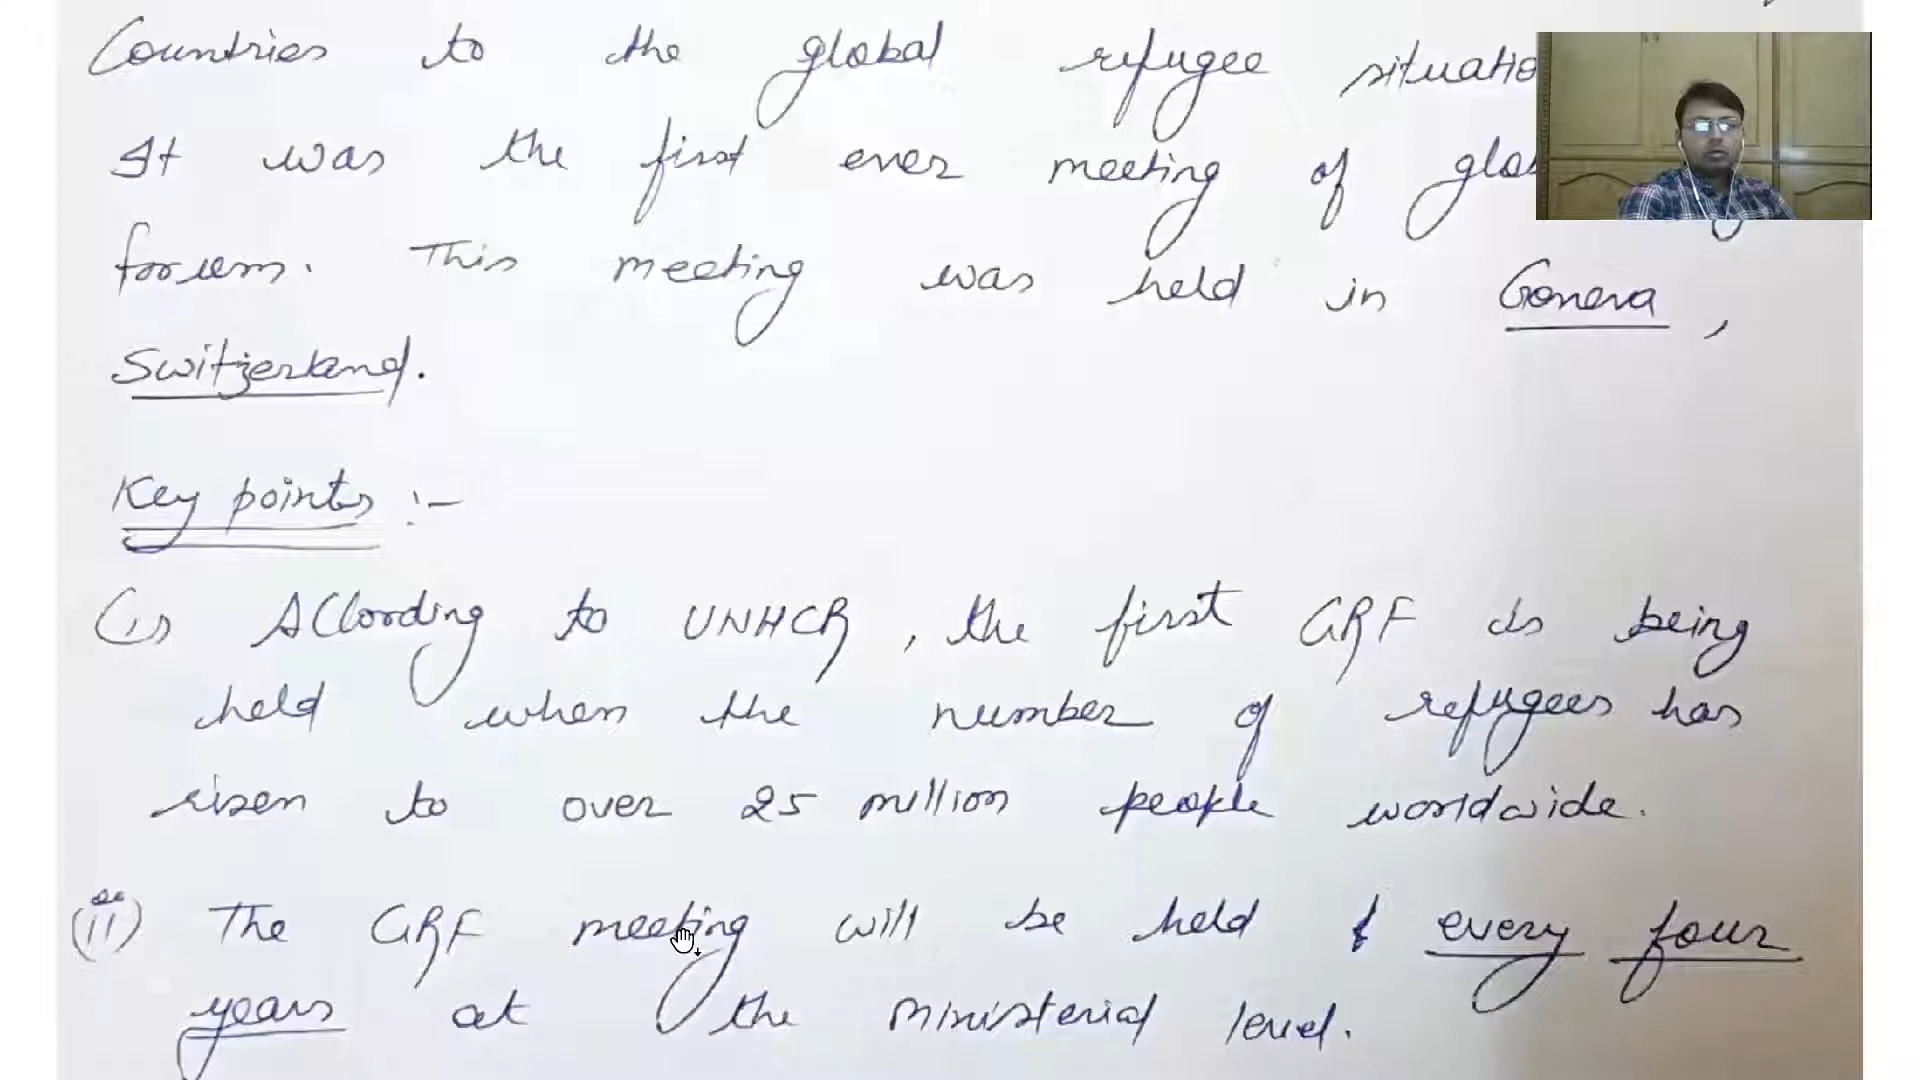 Countries to the global refugee situatio
It was the first ever meeting of glo
forum. This meeting was held in Geneva,
Switzerland.
Key points :-
(i) According to UNHCR, the first GRF is being
held when the number of refugees has
risen to over 25 million people worldwide.
(ii) The GRF meeting will be held every four
years at the ministerial level.